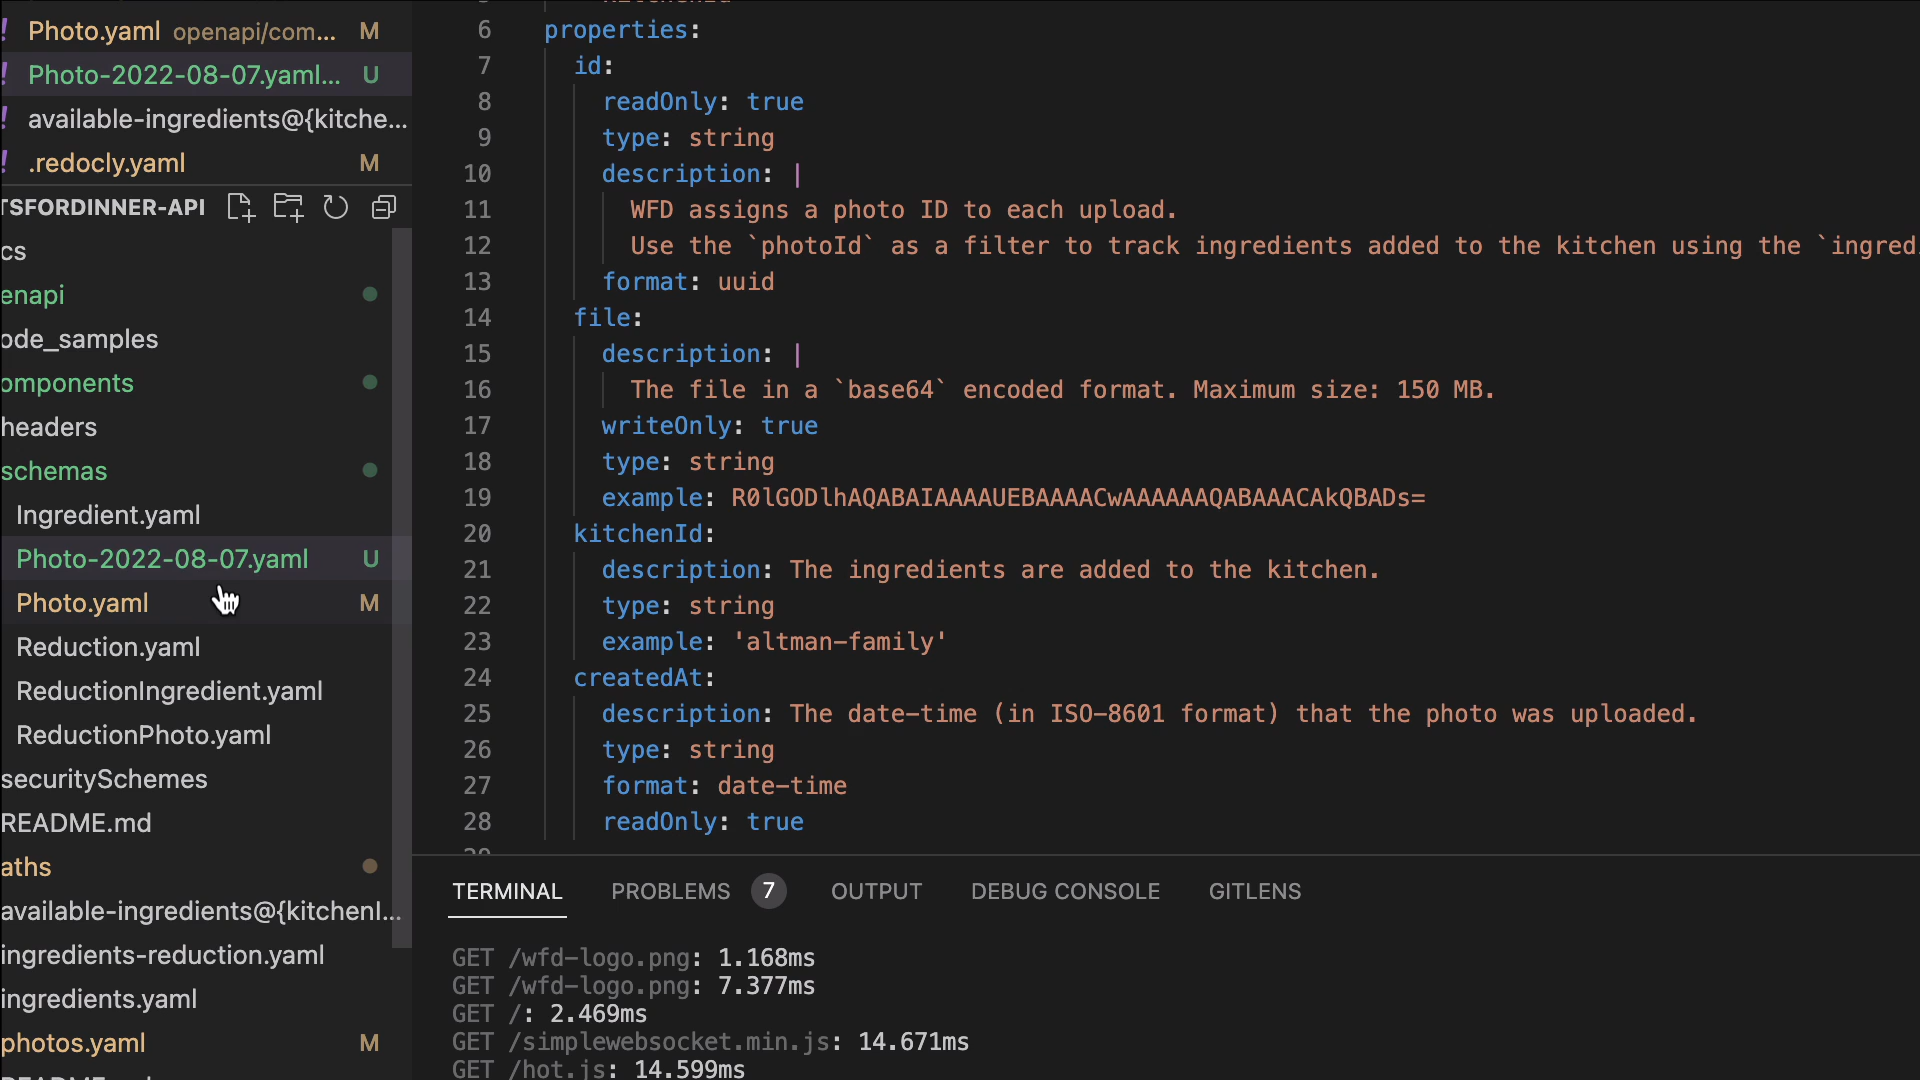 Photo.yaml openapi/com... M
Photo-2022-08-07.yaml... U
available-ingredients@{kitche...
.redocly.yaml M
TSFORDINNER-API
cs
enapi
ode_samples
omponents
headers
schemas
Ingredient.yaml
Photo-2022-08-07.yaml U
Photo.yaml M
Reduction.yaml
ReductionIngredient.yaml
ReductionPhoto.yaml
securitySchemes
README.md
aths
available-ingredients@{kitchenI...
ingredients-reduction.yaml
ingredients.yaml
photos.yaml M
6 properties:
7 id:
8 readOnly: true
9 type: string
10 description: |
11 WFD assigns a photo ID to each upload.
12 Use the `photoId` as a filter to track ingredients added to the kitchen using the `ingred
13 format: uuid
14 file:
15 description: |
16 The file in a `base64` encoded format. Maximum size: 150 MB.
17 writeOnly: true
18 type: string
19 example: R0lGODlhAQABAIAAAAUEBAAAACwAAAAAAQABAAACAkQBADs=
20 kitchenId:
21 description: The ingredients are added to the kitchen.
22 type: string
23 example: 'altman-family'
24 createdAt:
25 description: The date-time (in ISO-8601 format) that the photo was uploaded.
26 type: string
27 format: date-time
28 readOnly: true
TERMINAL PROBLEMS 7 OUTPUT DEBUG CONSOLE GITLENS
GET /wfd-logo.png: 1.168ms
GET /wfd-logo.png: 7.377ms
GET /: 2.469ms
GET /simplewebsocket.min.js: 14.671ms
GET /hot.js: 14.599ms